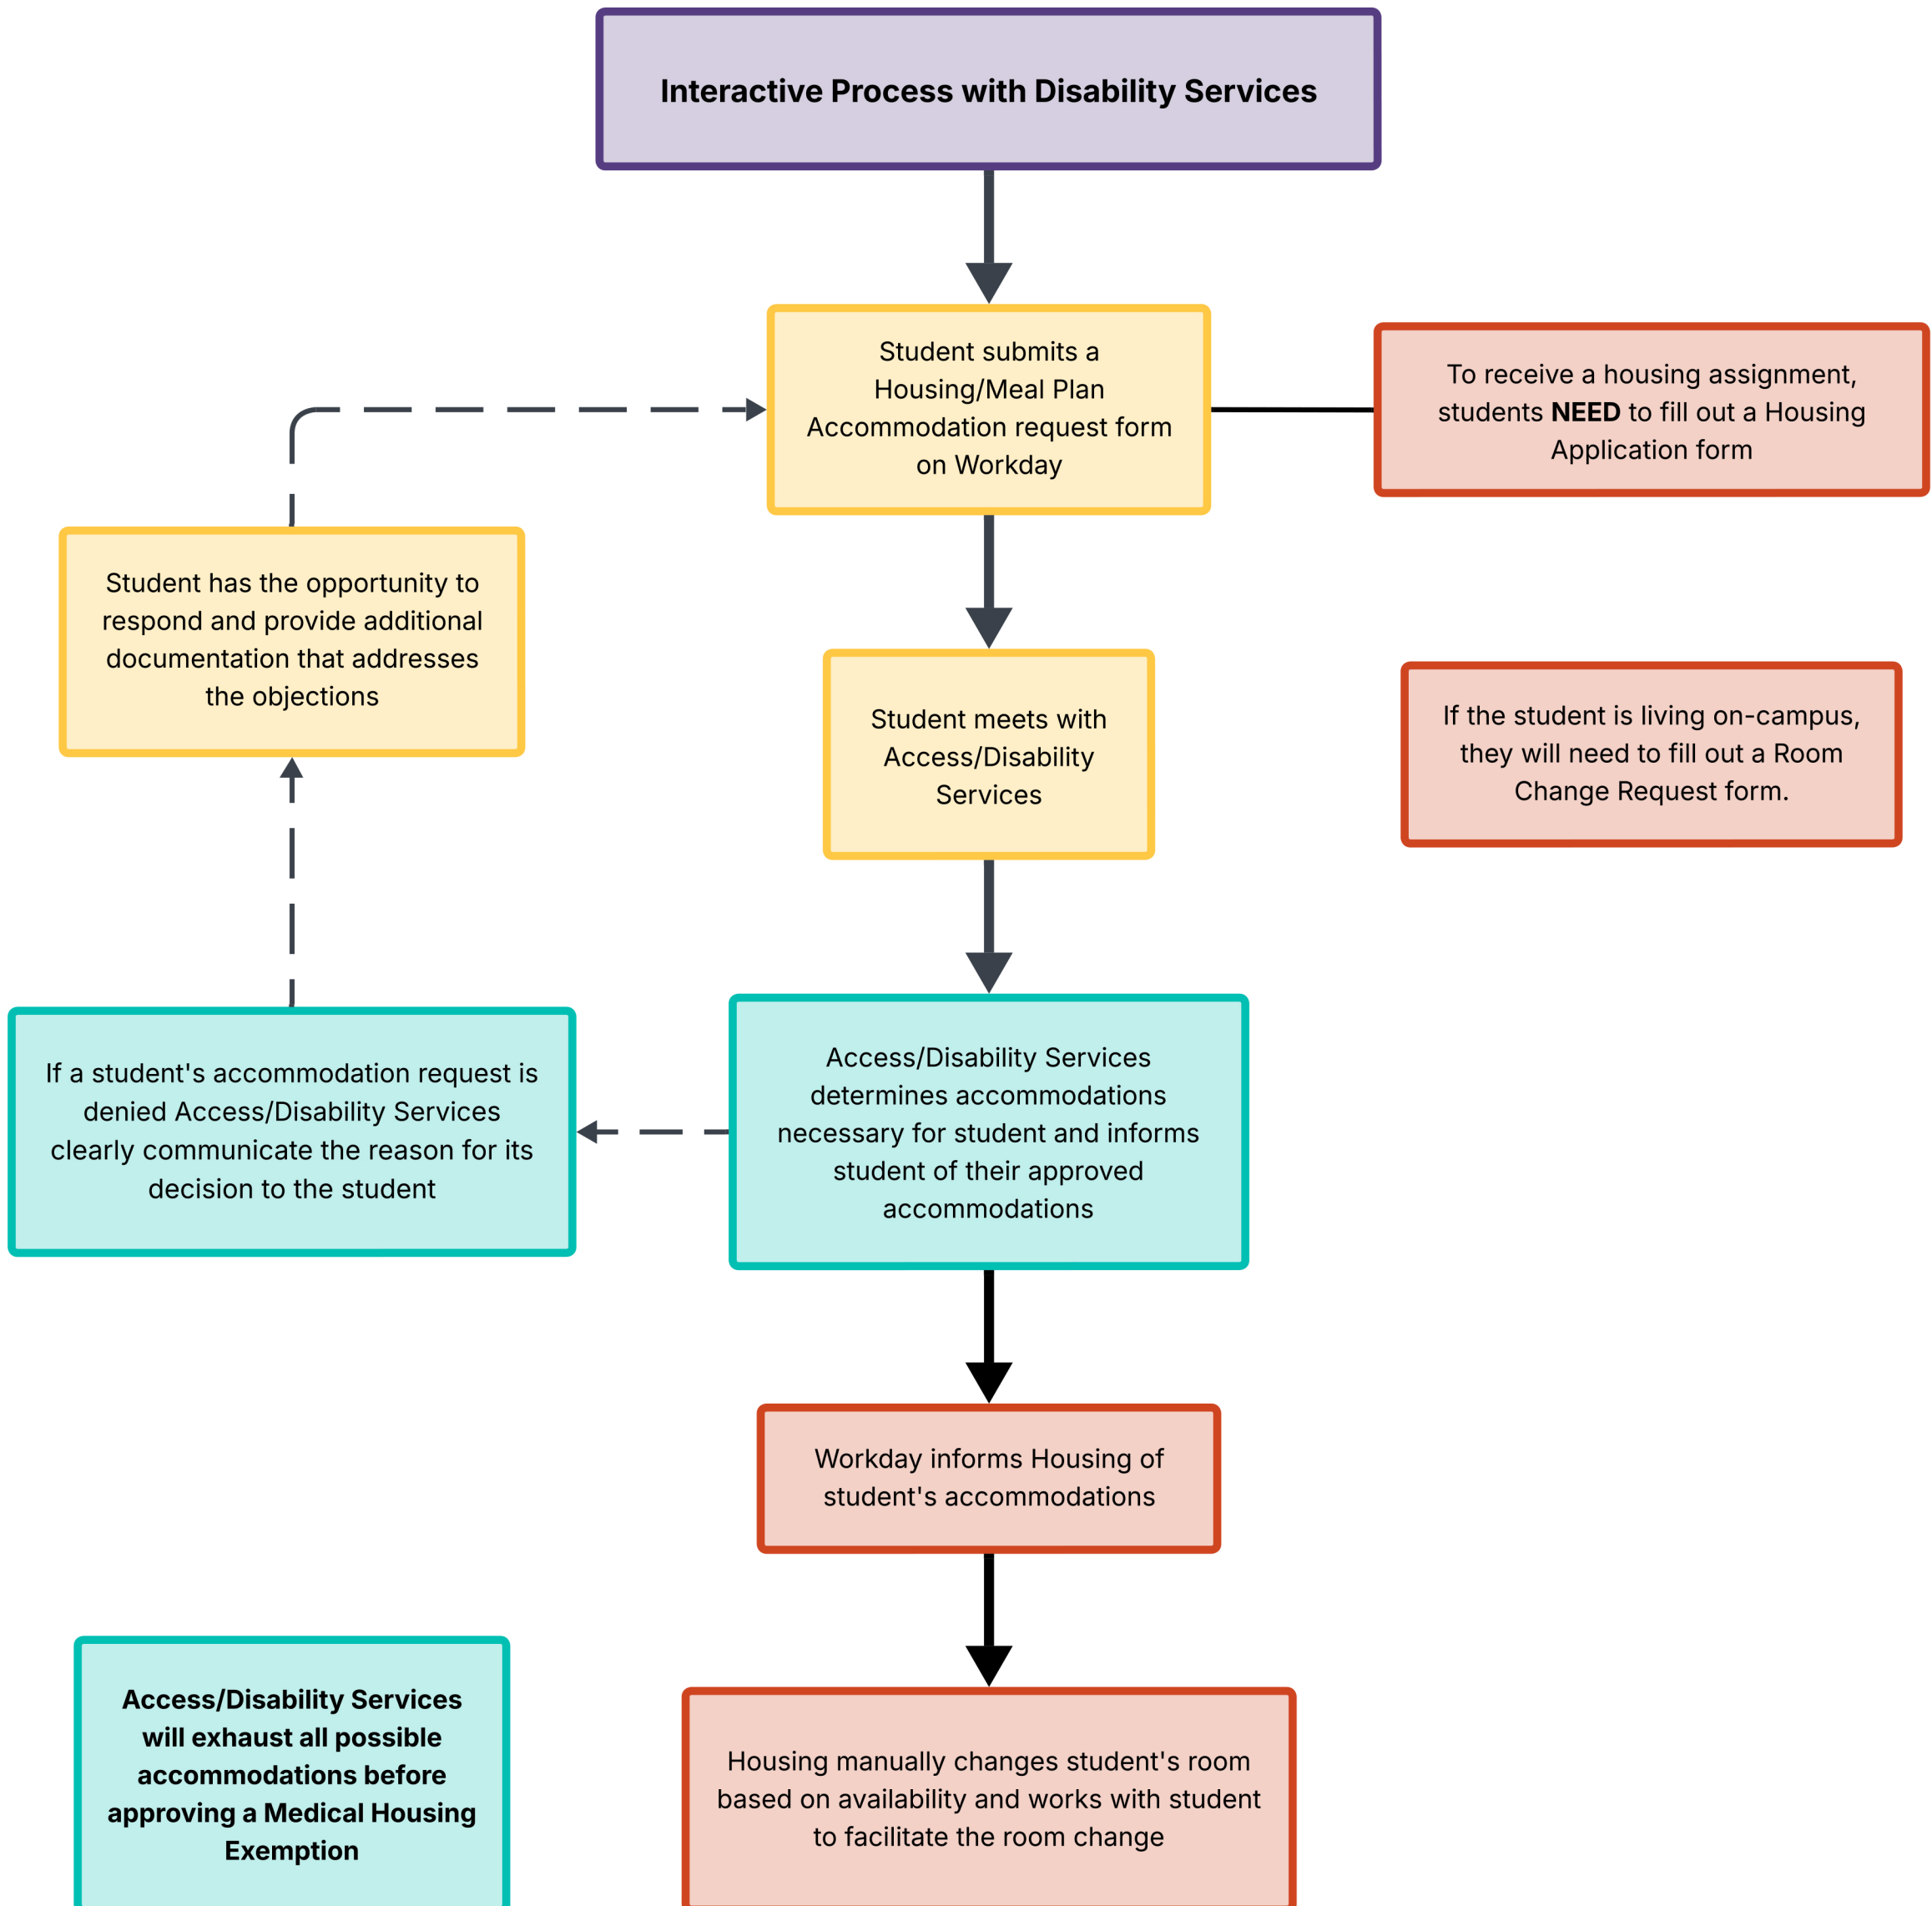 Interactive Process with Disability Services
Student submits a
Housing/Meal Plan
Accommodation request form
on Workday
To receive a housing assignment,
students NEED to fill out a Housing
Application form
Student has the opportunity to
respond and provide additional
documentation that addresses
the objections
Student meets with
Access/Disability
Services
If the student is living on-campus,
they will need to fill out a Room
Change Request form.
If a student's accommodation request is
denied Access/Disability Services
clearly communicate the reason for its
decision to the student
Access/Disability Services
determines accommodations
necessary for student and informs
student of their approved
accommodations
Workday informs Housing of
student's accommodations
Access/Disability Services
will exhaust all possible
accommodations before
approving a Medical Housing
Exemption
Housing manually changes student's room
based on availability and works with student
to facilitate the room change